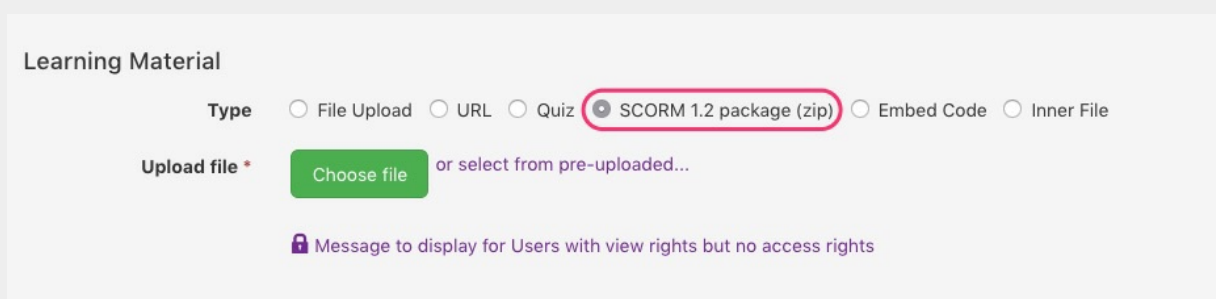 Learning Material
Type File Upload URL Quiz SCORM 1.2 package (zip) Embed Code Inner File
Upload file * Choose file or select from pre-uploaded...
Message to display for Users with view rights but no access rights